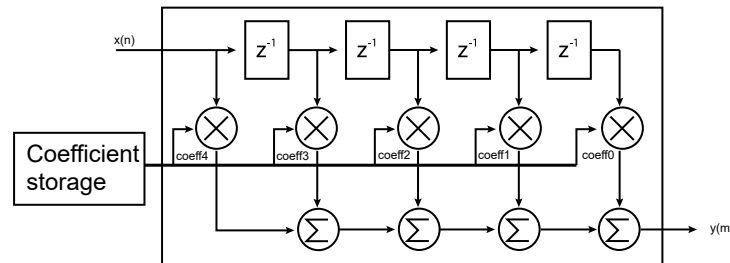 x(n)
z⁻¹ z⁻¹ z⁻¹ z⁻¹
Coefficient
storage
coeff4 coeff3 coeff2 coeff1 coeff0
Σ Σ Σ Σ
y(m